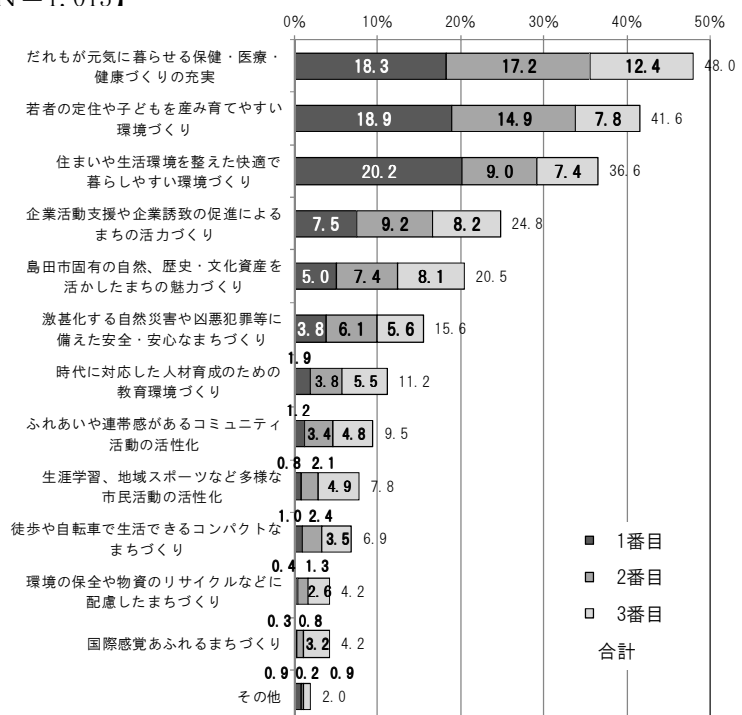 N＝1,015】
0%
10%
20%
30%
40%
50%
だれもが元気に暮らせる保健・医療・
健康づくりの充実
18.3
17.2
12.4
48.0
若者の定住や子どもを産み育てやすい
環境づくり
18.9
14.9
7.8
41.6
住まいや生活環境を整えた快適で
暮らしやすい環境づくり
20.2
9.0
7.4
36.6
企業活動支援や企業誘致の促進による
まちの活力づくり
7.5
9.2
8.2
24.8
島田市固有の自然、歴史・文化資産を
活かしたまちの魅力づくり
5.0
7.4
8.1
20.5
激甚化する自然災害や凶悪犯罪等に
備えた安全・安心なまちづくり
3.8
6.1
5.6
15.6
時代に対応した人材育成のための
教育環境づくり
1.9
3.8
5.5
11.2
ふれあいや連帯感があるコミュニティ
活動の活性化
1.2
3.4
4.8
9.5
生涯学習、地域スポーツなど多様な
市民活動の活性化
0.8
2.1
4.9
7.8
徒歩や自転車で生活できるコンパクトな
まちづくり
1.0
2.4
3.5
6.9
環境の保全や物資のリサイクルなどに
配慮したまちづくり
0.4
1.3
2.6
4.2
国際感覚あふれるまちづくり
0.3
0.8
3.2
4.2
その他
0.9
0.2
0.9
2.0
1番目
2番目
3番目
合計